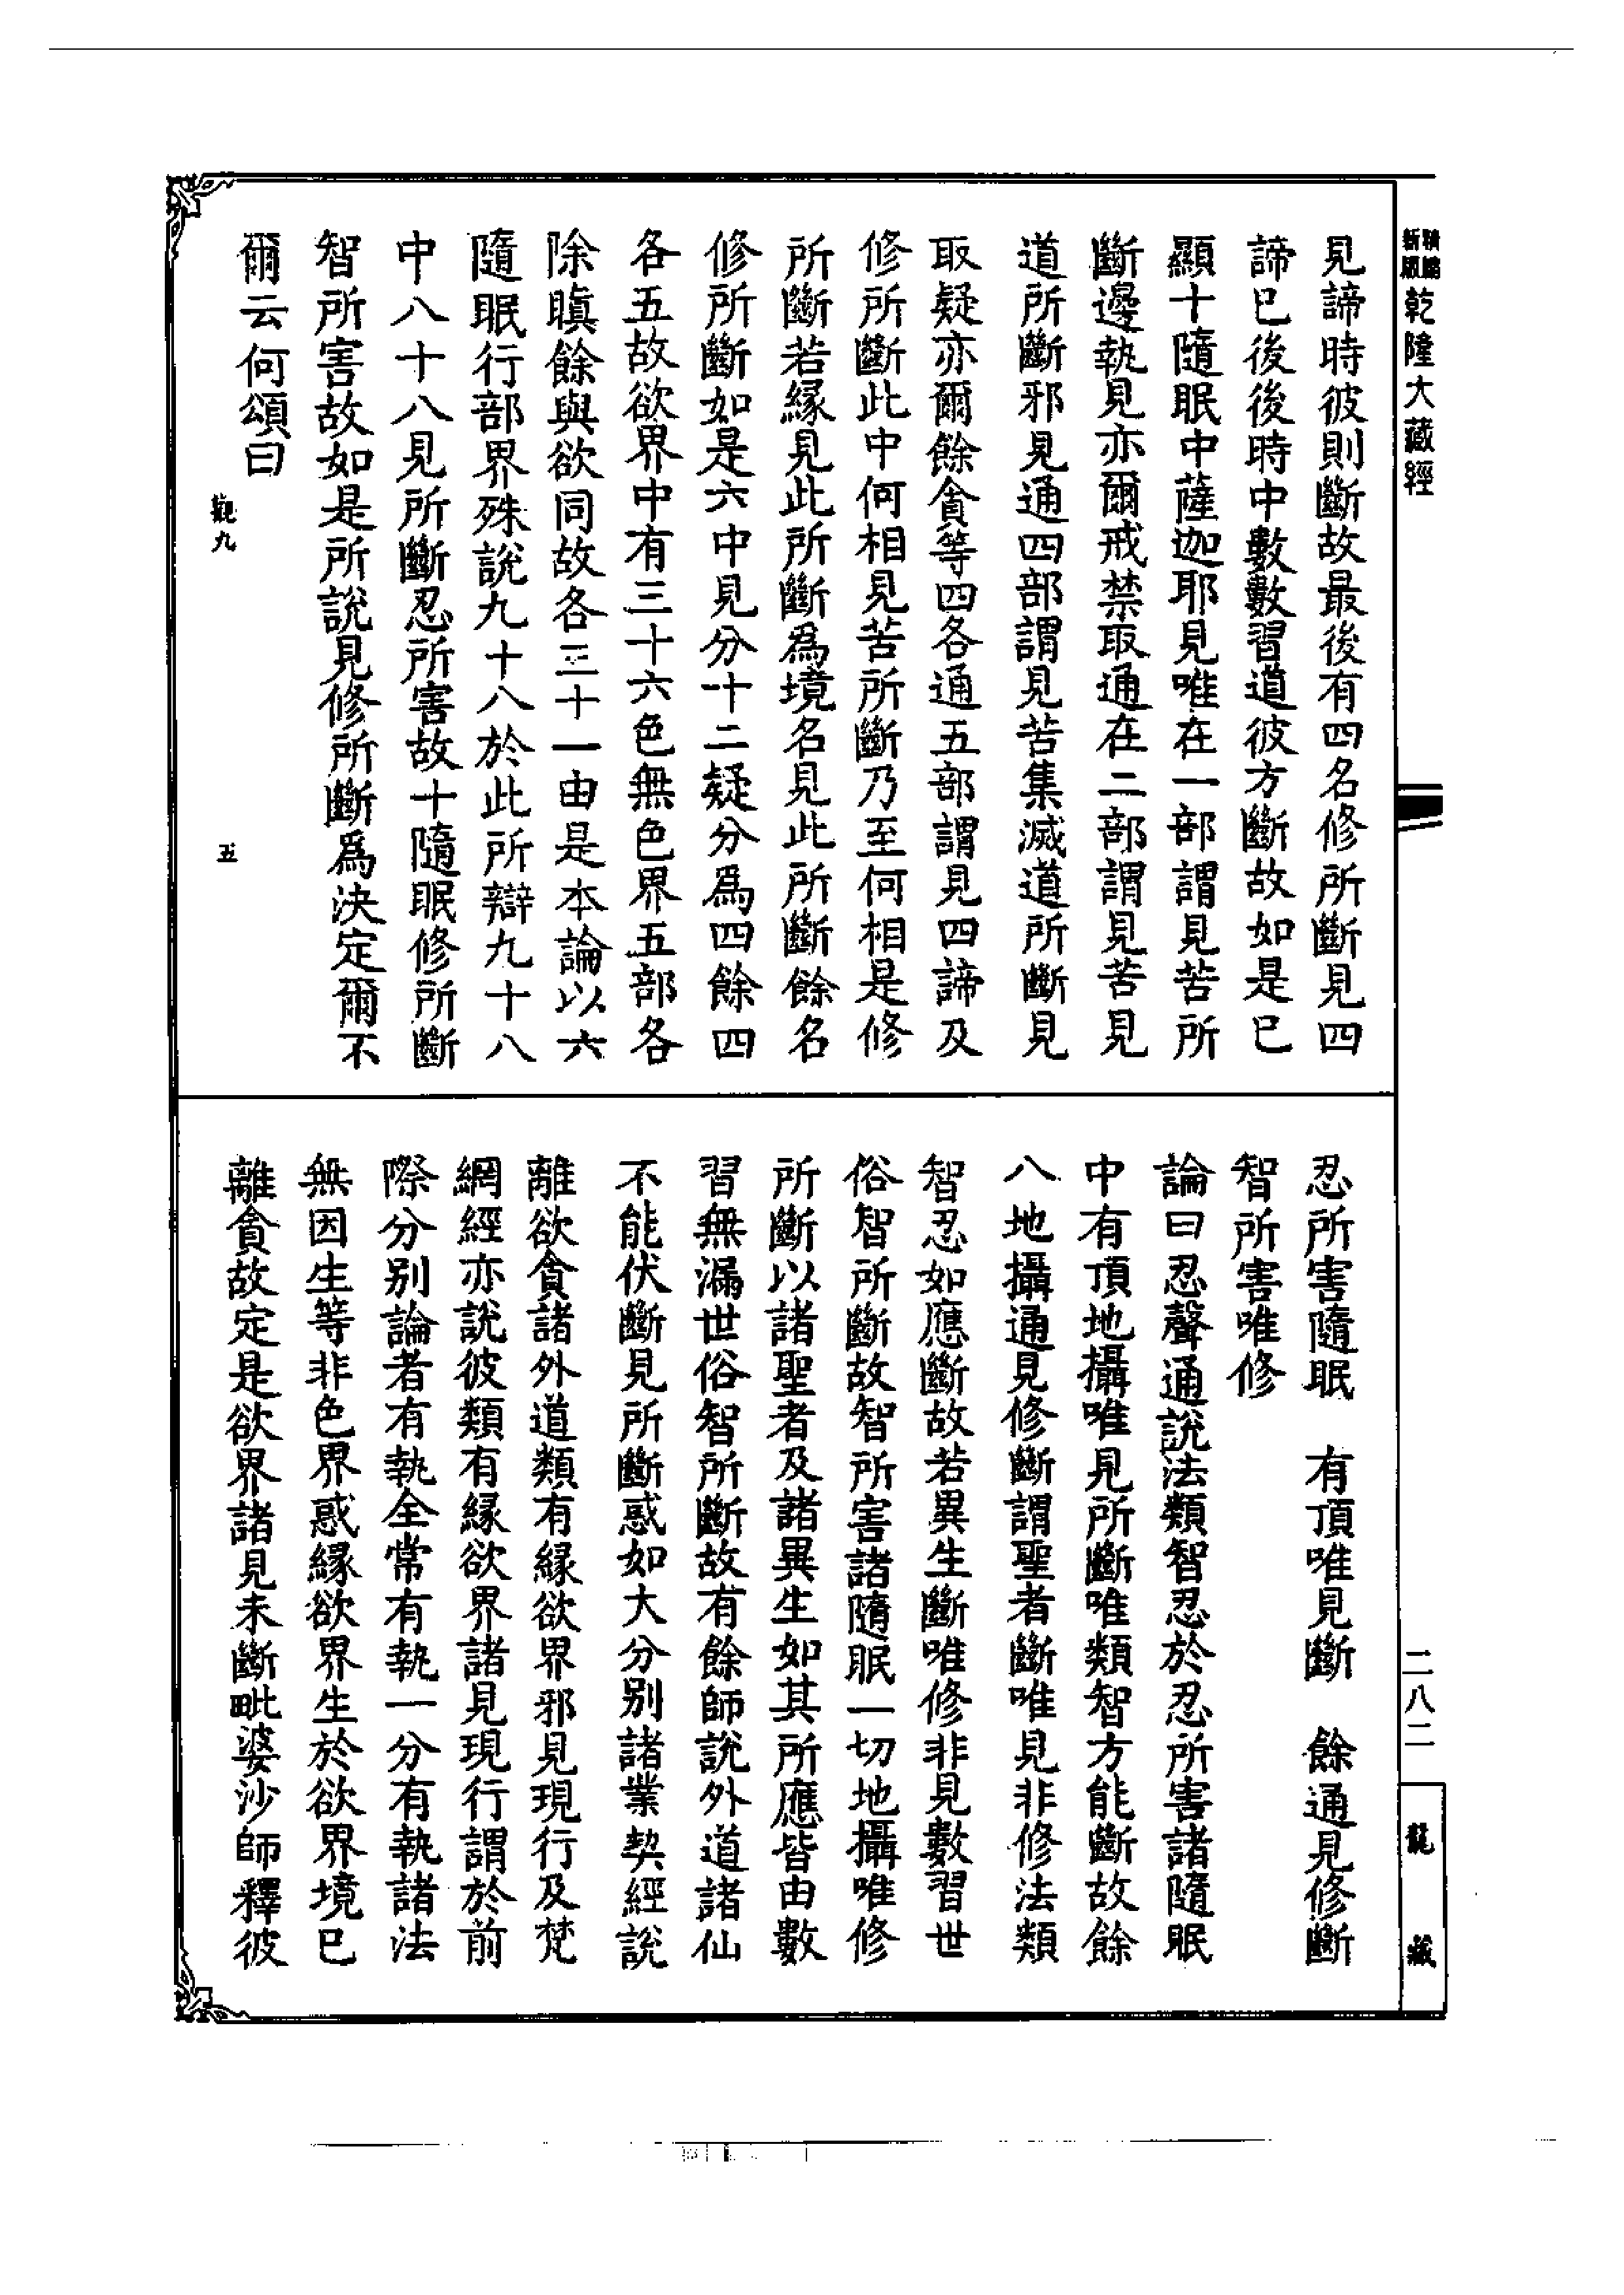 新版
乾隆大藏經
見諦時彼則斷故最後有四名修所斷見四
諦已後後時中數數習道彼方斷故如是已
顯十隨眠中薩迦耶見唯在一部謂見苦所
斷邊執見亦爾戒禁取通在二部謂見苦見
道所斷邪見通四部謂見苦集滅道所斷見
取疑亦爾餘貪等四各通五部謂見四諦及
修所斷此中何相見苦所斷乃至何相是修
所斷若緣見此所斷為境名見此所斷餘名
修所斷如是六中見分十二疑分為四餘四
各五故欲界中有三十六色無色界五部各
除瞋餘與欲同故各三十一由是本論以六
隨眠行部界殊說九十八於此所辯九十八
中八十八見所斷忍所害故十隨眠修所斷
智所害故如是所說見修所斷為決定爾不
爾云何頌曰
觀九
五
忍所害隨眠　有頂唯見斷　餘通見修斷
智所害唯修
論曰忍聲通說法類智忍於忍所害諸隨眠
中有頂地攝唯見所斷唯類智方能斷故餘
八地攝通見修斷謂聖者斷唯見非修法類
智忍如應斷故若異生斷唯修非見數習世
俗智所斷故智所害諸隨眠一切地攝唯修
所斷以諸聖者及諸異生如其所應皆由數
習無漏世俗智所斷故有餘師說外道諸仙
不能伏斷見所斷惑如大分別諸業契經說
離欲貪諸外道類有緣欲界邪見現行及梵
網經亦說彼類有緣欲界諸見現行謂於前
際分別論者有執全常有執一分有執諸法
無因生等非色界惑緣欲界生於欲界境已
離貪故定是欲界諸見未斷毗婆沙師釋彼
二八二
龍藏